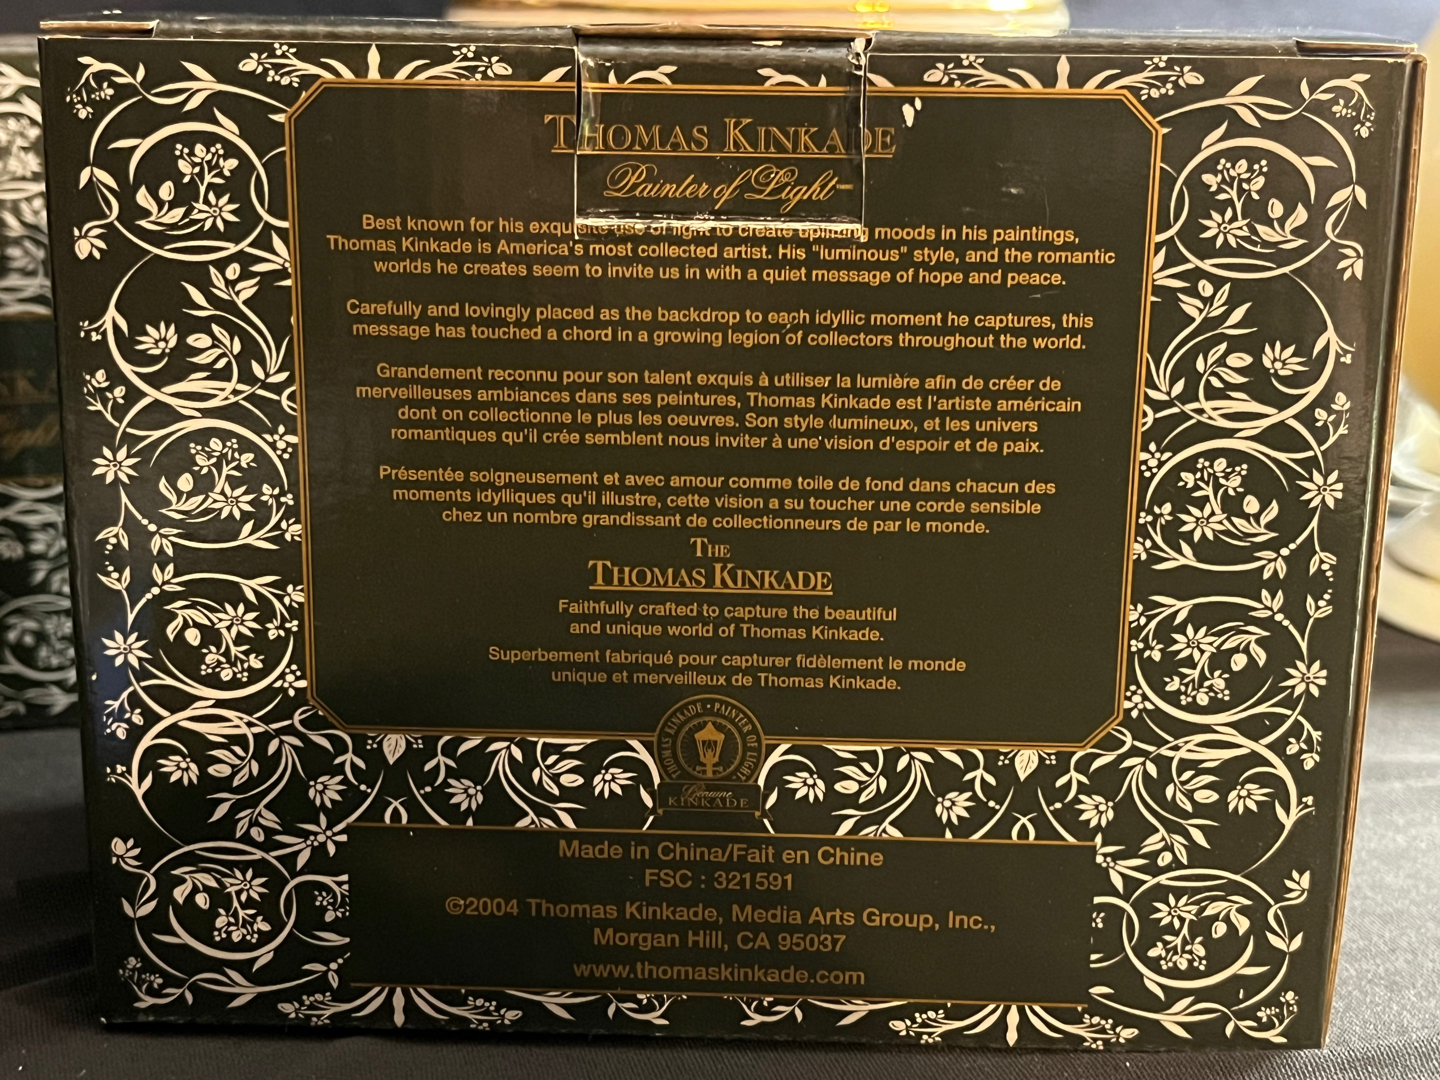 THOMAS KINKADE
Painter of Light™
Best known for his exquisite use of light to create uplifting moods in his paintings,
Thomas Kinkade is America's most collected artist. His "luminous" style, and the romantic
worlds he creates seem to invite us in with a quiet message of hope and peace.
Carefully and lovingly placed as the backdrop to each idyllic moment he captures, this
message has touched a chord in a growing legion of collectors throughout the world.
Grandement reconnu pour son talent exquis à utiliser la lumière afin de créer de
merveilleuses ambiances dans ses peintures, Thomas Kinkade est l'artiste américain
dont on collectionne le plus les oeuvres. Son style ‹lumineux›, et les univers
romantiques qu'il crée semblent nous inviter à une vision d'espoir et de paix.
Présentée soigneusement et avec amour comme toile de fond dans chacun des
moments idylliques qu'il illustre, cette vision a su toucher une corde sensible
chez un nombre grandissant de collectionneurs de par le monde.
THE
THOMAS KINKADE
Faithfully crafted to capture the beautiful
and unique world of Thomas Kinkade.
Superbement fabriqué pour capturer fidèlement le monde
unique et merveilleux de Thomas Kinkade.
THOMAS KINKADE • PAINTER OF LIGHT
Genuine
KINKADE
Made in China/Fait en Chine
FSC : 321591
©2004 Thomas Kinkade, Media Arts Group, Inc.,
Morgan Hill, CA 95037
www.thomaskinkade.com